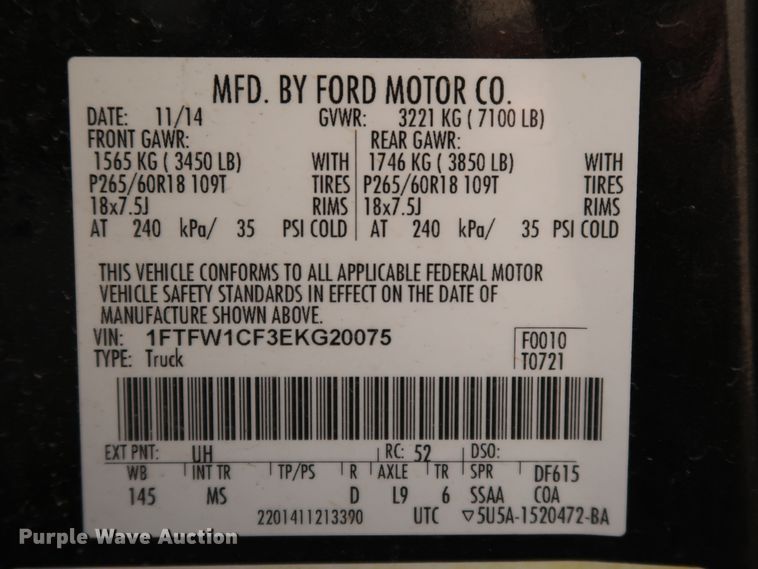 MFD. BY FORD MOTOR CO.
DATE: 11/14 GVWR: 3221 KG ( 7100 LB)
FRONT GAWR: REAR GAWR:
1565 KG ( 3450 LB) WITH 1746 KG ( 3850 LB) WITH
P265/60R18 109T TIRES P265/60R18 109T TIRES
18x7.5J RIMS 18x7.5J RIMS
AT 240 kPa/ 35 PSI COLD AT 240 kPa/ 35 PSI COLD
THIS VEHICLE CONFORMS TO ALL APPLICABLE FEDERAL MOTOR
VEHICLE SAFETY STANDARDS IN EFFECT ON THE DATE OF
MANUFACTURE SHOWN ABOVE.
VIN: 1FTFW1CF3EKG20075 F0010
TYPE: Truck T0721
EXT PNT: UH RC: 52 DSO:
WB INT TR TP/PS R AXLE TR SPR DF615
145 MS D L9 6 SSAA COA
2201411213390 UTC ▽5U5A-1520472-BA
Purple Wave Auction